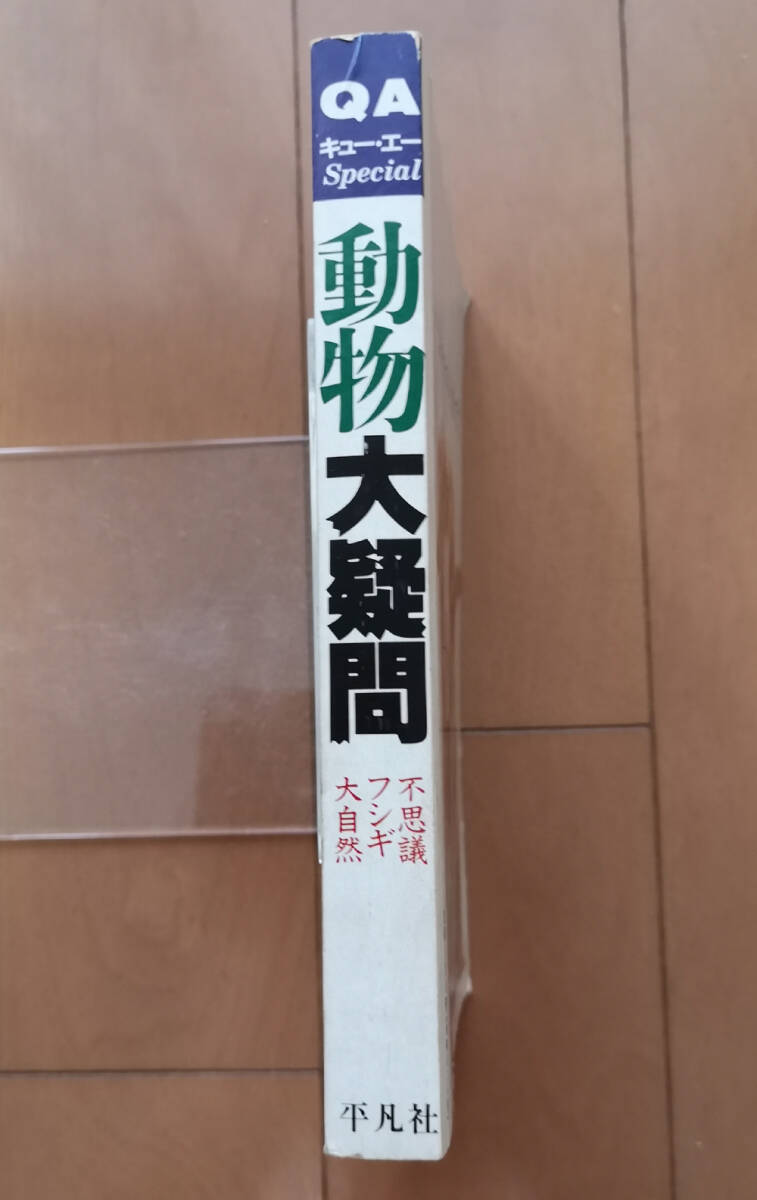 QA
キュー・エー
Special
動物大疑問
不思議
フシギ
大自然
平凡社